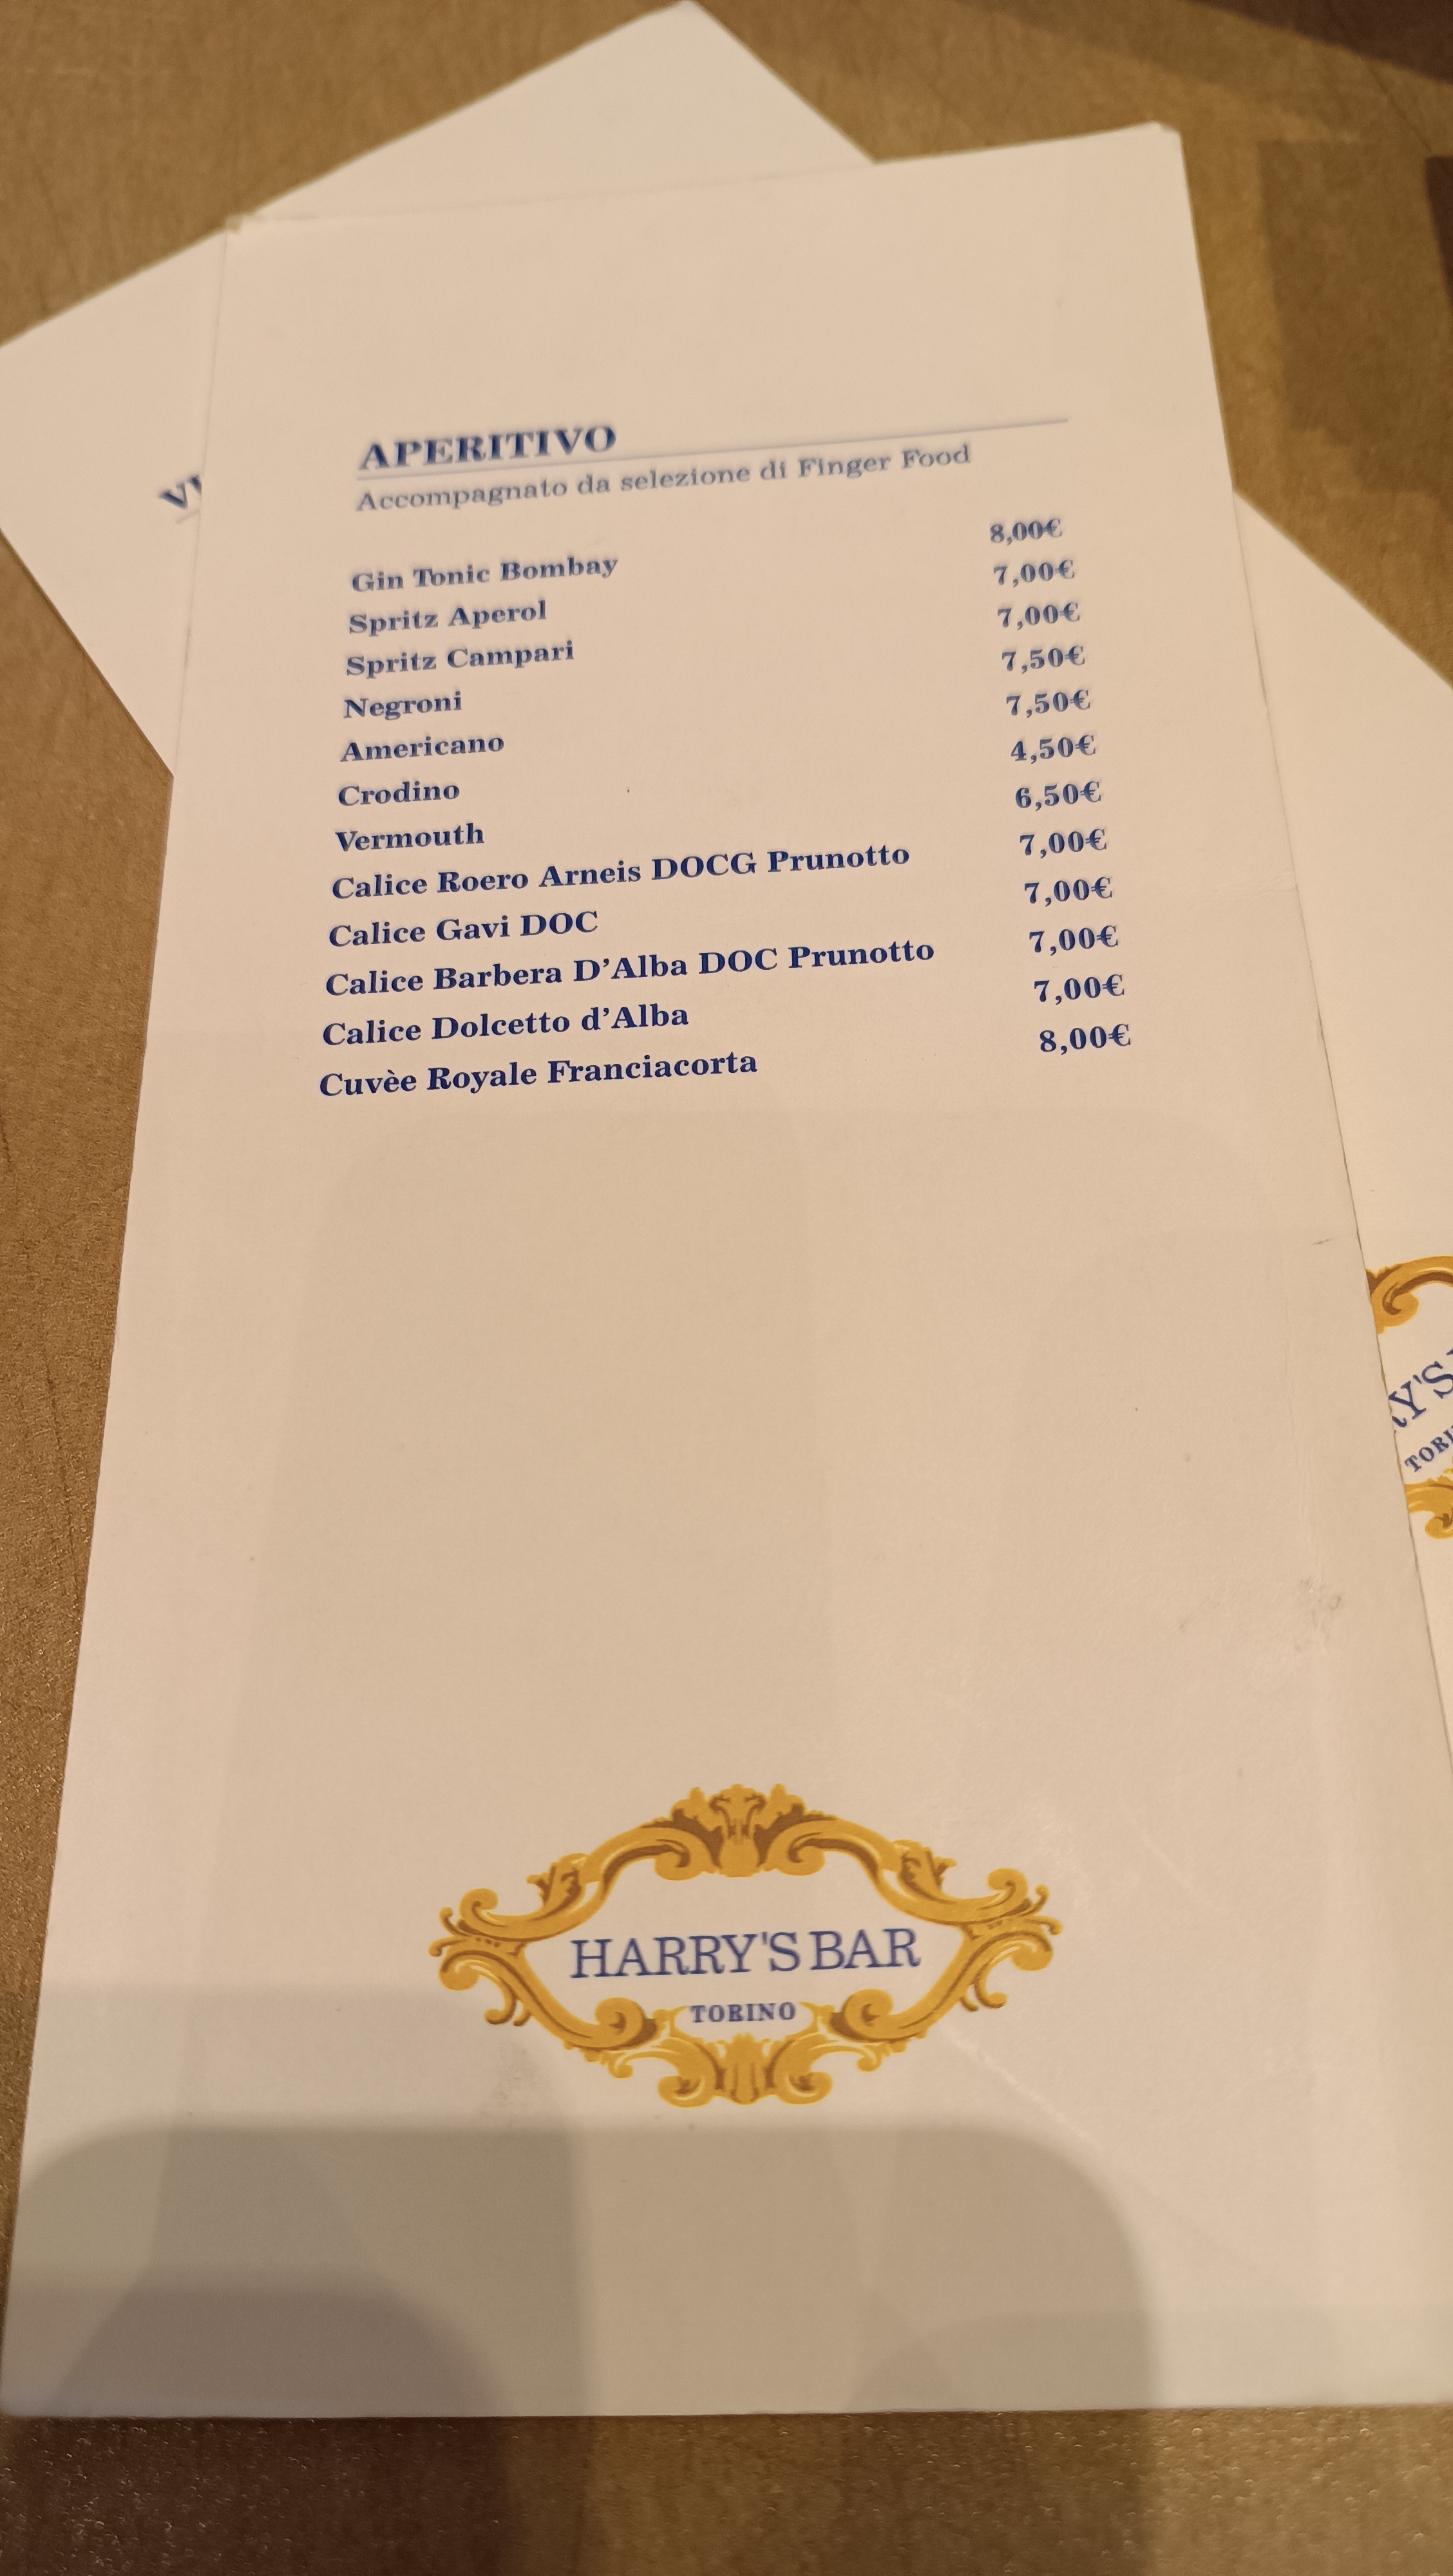 APERITIVO
Accompagnato da selezione di Finger Food
Gin Tonic Bombay 8,00€
Spritz Aperol 7,00€
Spritz Campari 7,00€
Negroni 7,50€
Americano 7,50€
Crodino 4,50€
Vermouth 6,50€
Calice Roero Arneis DOCG Prunotto 7,00€
Calice Gavi DOC 7,00€
Calice Barbera D'Alba DOC Prunotto 7,00€
Calice Dolcetto d'Alba 7,00€
Cuvèe Royale Franciacorta 8,00€
HARRY'S BAR
TORINO